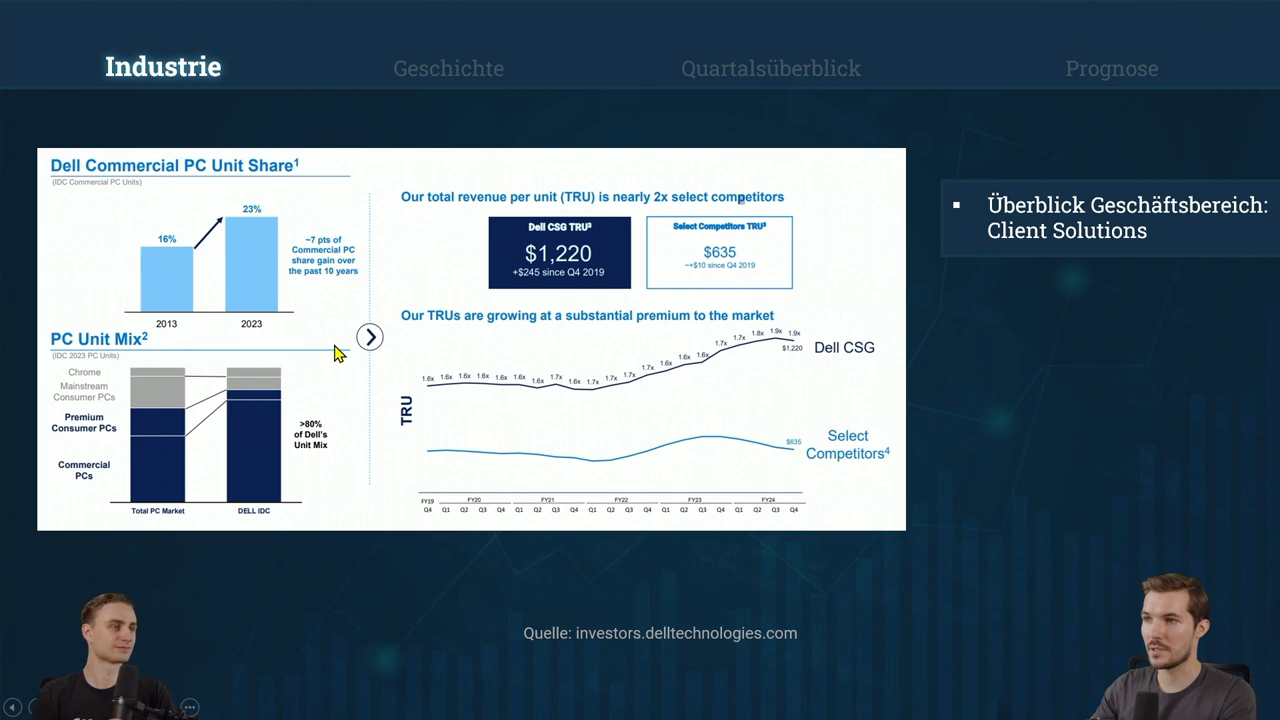 Industrie
Geschichte
Quartalsüberblick
Prognose
Dell Commercial PC Unit Share¹
(IDC Commercial PC Units)
16%
23%
~7 pts of
Commercial PC
share gain over
the past 10 years
2013
2023
PC Unit Mix²
(IDC 2023 PC Units)
Chrome
Mainstream
Consumer PCs
Premium
Consumer PCs
Commercial
PCs
>80%
of Dell's
Unit Mix
Total PC Market
DELL IDC
Our total revenue per unit (TRU) is nearly 2x select competitors
Dell CSG TRU³
$1,220
+$245 since Q4 2019
Select Competitors TRU³
$635
~+$10 since Q4 2019
Our TRUs are growing at a substantial premium to the market
1.6x 1.6x 1.6x 1.6x 1.6x 1.6x 1.6x 1.7x 1.6x 1.7x 1.7x 1.7x 1.6x 1.6x 1.6x 1.7x 1.7x 1.8x 1.9x 1.9x
$1,220
Dell CSG
TRU
$635
Select
Competitors⁴
FY19 FY20 FY21 FY22 FY23 FY24
Q4 Q1 Q2 Q3 Q4 Q1 Q2 Q3 Q4 Q1 Q2 Q3 Q4 Q1 Q2 Q3 Q4 Q1 Q2 Q3 Q4
▪ Überblick Geschäftsbereich:
Client Solutions
Quelle: investors.delltechnologies.com